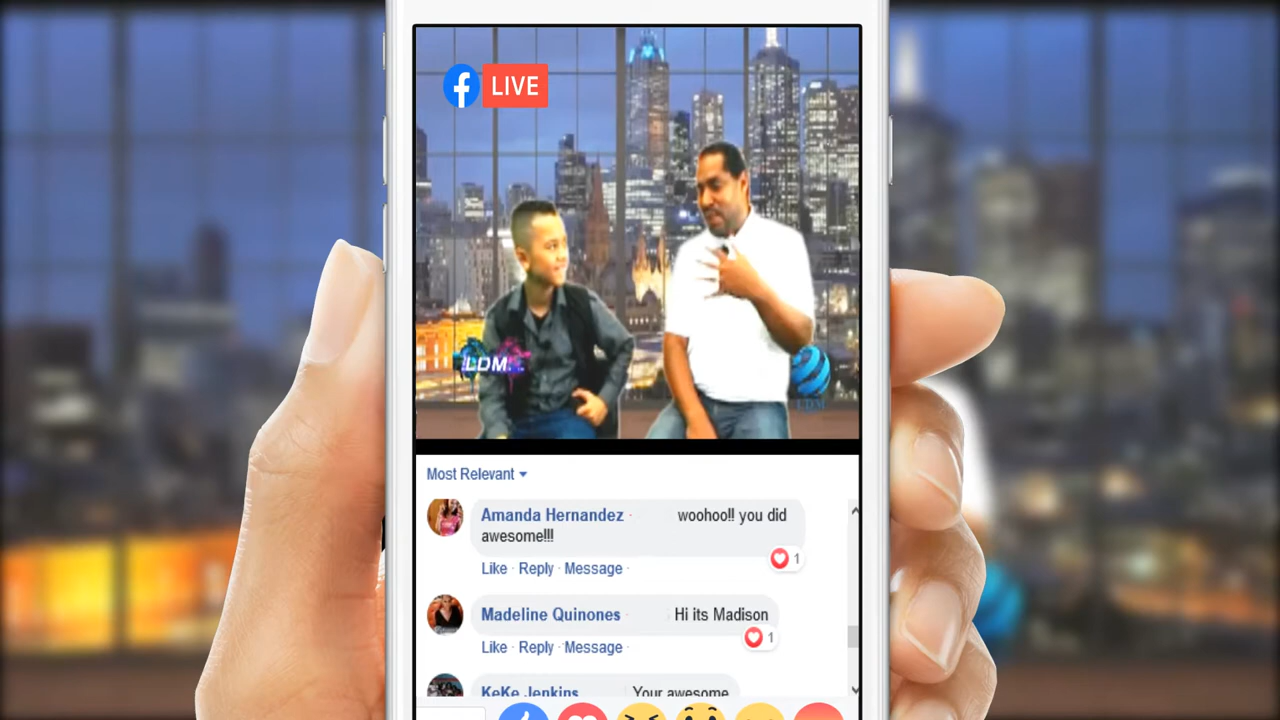 f LIVE
LDM
LDM
Most Relevant
Amanda Hernandez · woohoo!! you did
awesome!!!
1
Like · Reply · Message ·
Madeline Quinones · Hi its Madison
1
Like · Reply · Message ·
KeKe Jenkins Your awesome